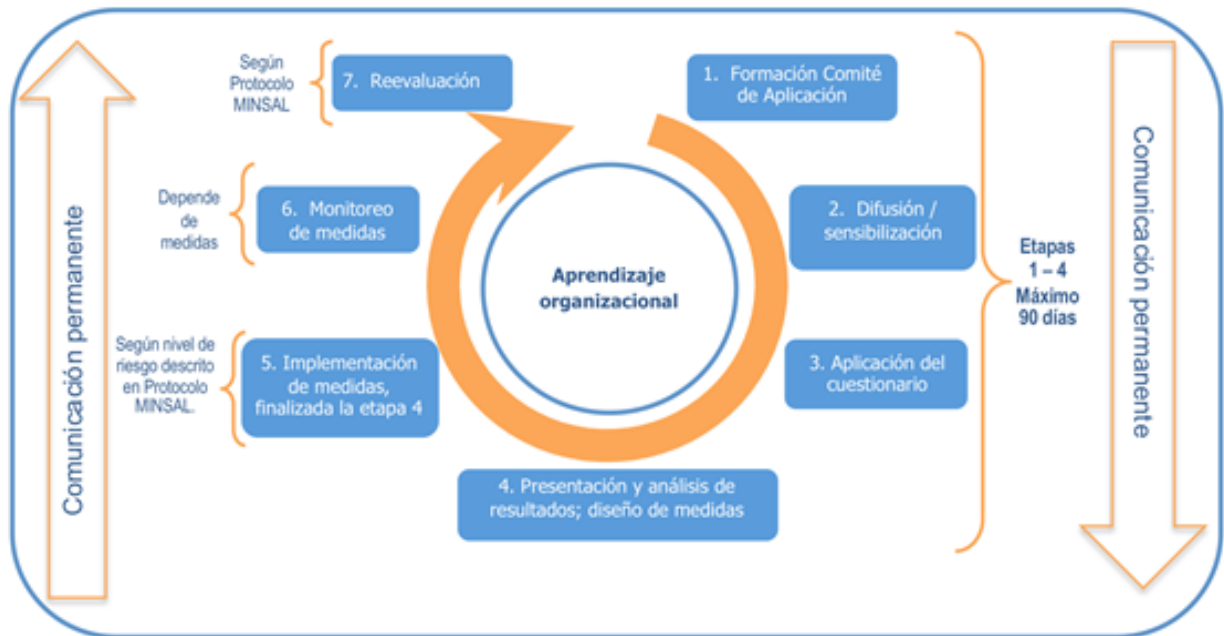 Comunicación permanente
Según
Protocolo
MINSAL
7. Reevaluación
1. Formación Comité
de Aplicación
Depende
de
medidas
6. Monitoreo
de medidas
2. Difusión /
sensibilización
Aprendizaje
organizacional
Etapas
1 – 4
Máximo
90 días
Según nivel de
riesgo descrito
en Protocolo
MINSAL.
5. Implementación
de medidas,
finalizada la etapa 4
3. Aplicación del
cuestionario
4. Presentación y análisis de
resultados; diseño de medidas
Comunicación permanente